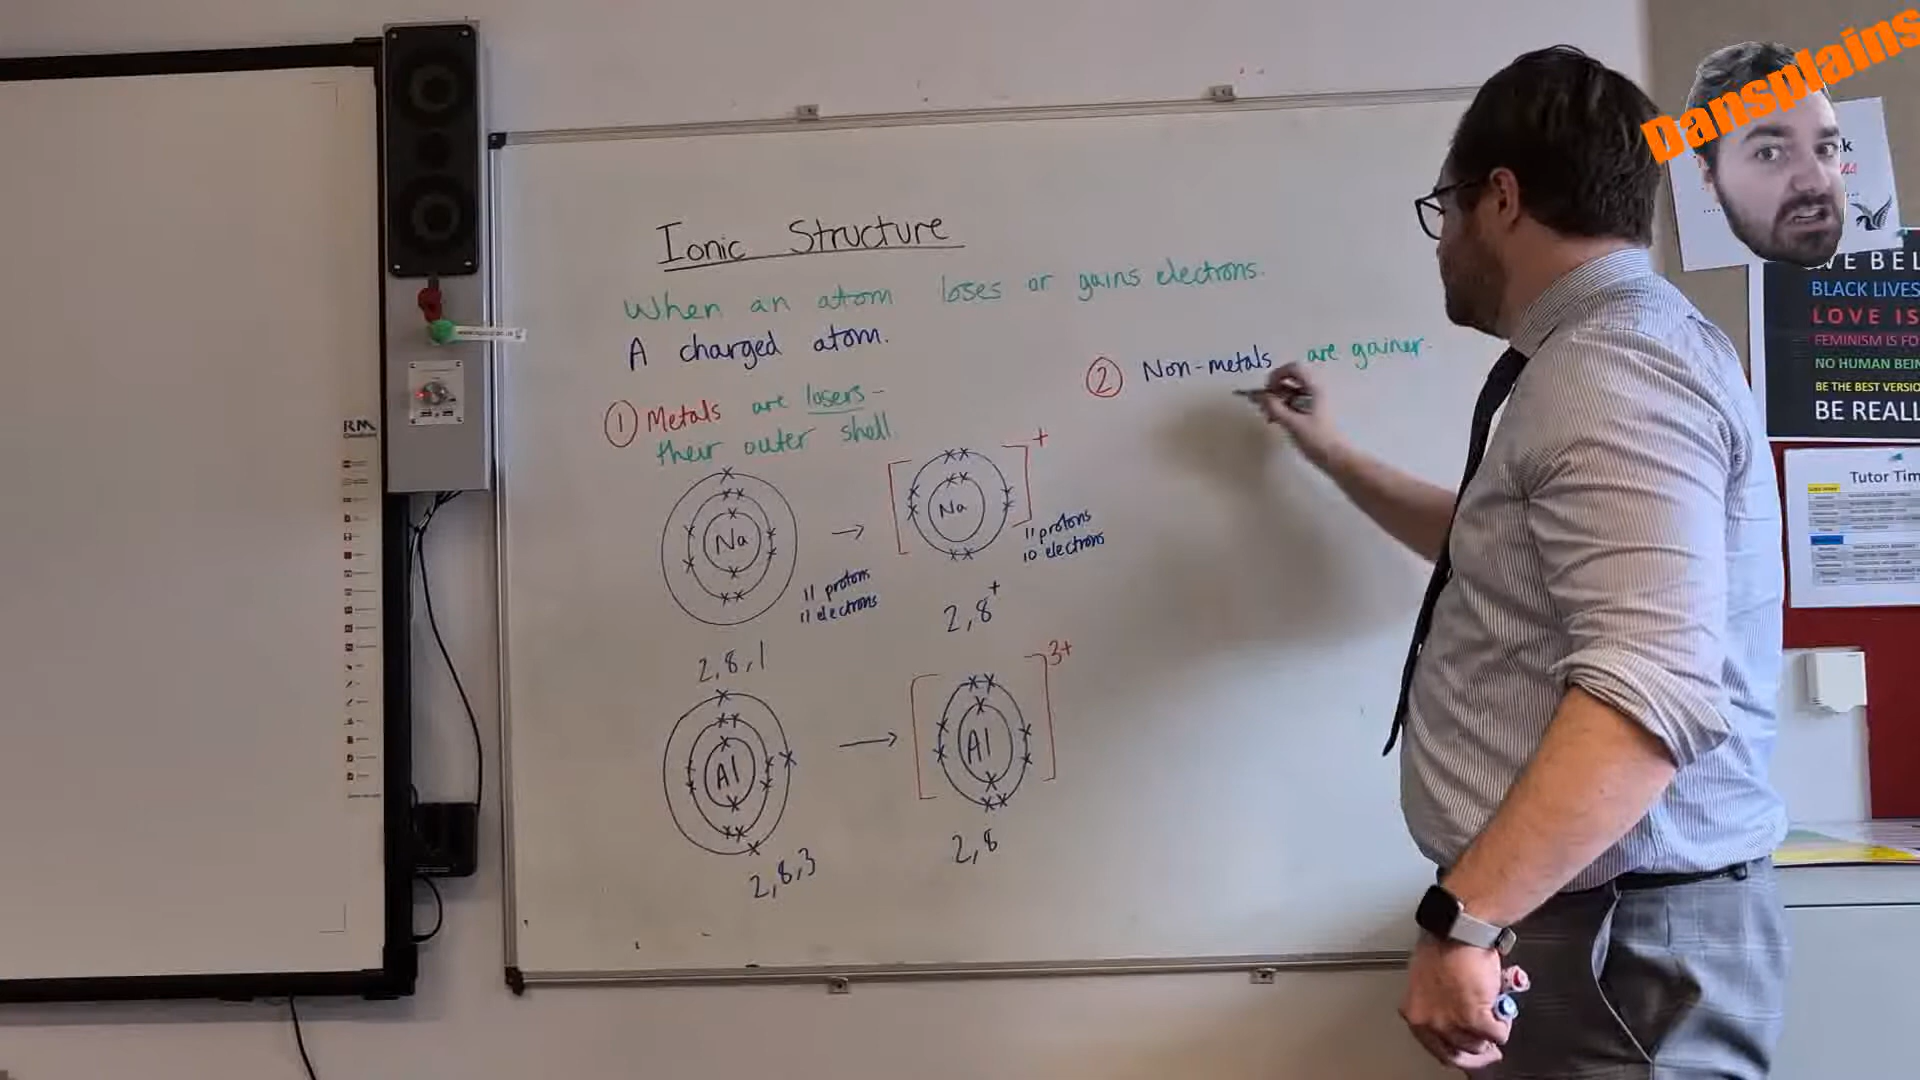 Dansplains
Ionic Structure
When an atom loses or gains electrons.
A charged atom.
① Metals are losers -
their outer shell
Na
11 protons
11 electrons
2,8,1
→
[Na]+
11 protons
10 electrons
2,8+
Al
2,8,3
→
[Al]3+
2,8
② Non-metals are gainer.
RM
BLACK LIVES
LOVE IS
FEMINISM IS FO
NO HUMAN BEIN
BE THE BEST VERSIO
BE REALL
Tutor Tim